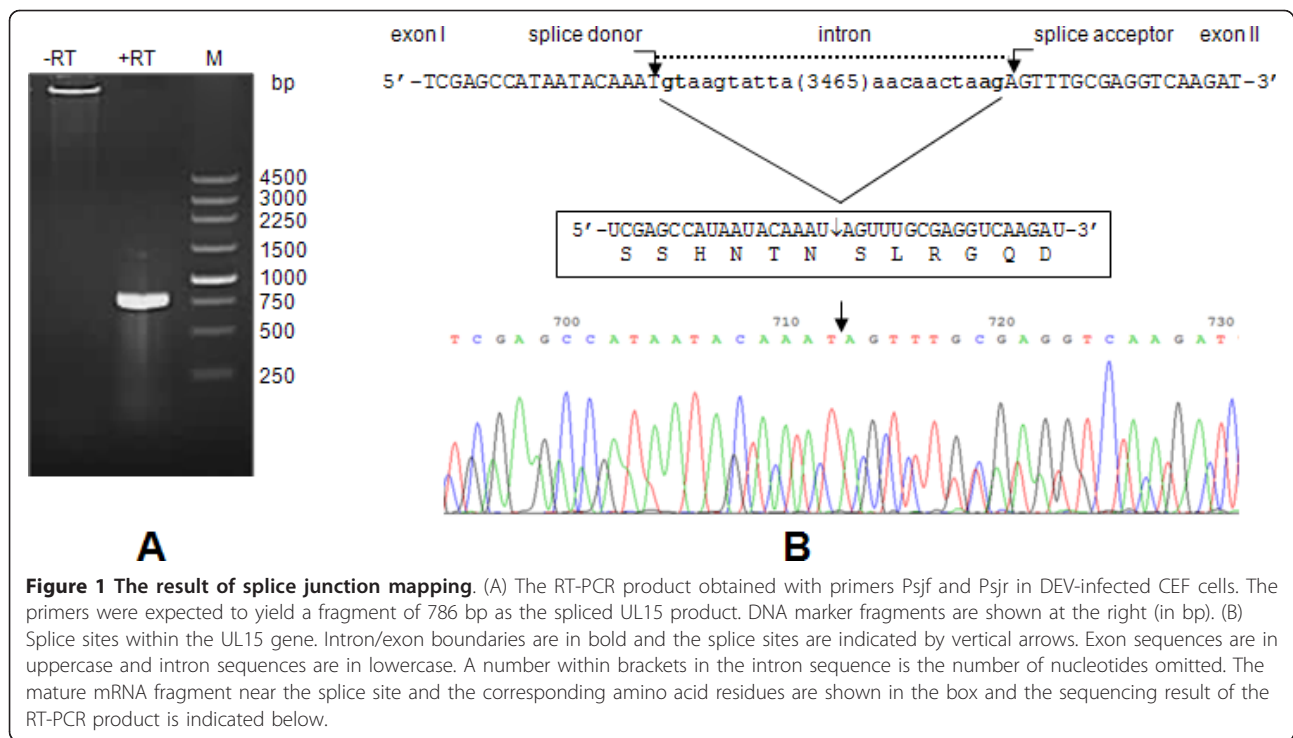 -RT +RT M
bp
4500
3000
2250
1500
1000
750
500
250
A
exon I splice donor intron splice acceptor exon II
5'-TCGAGCCATAATACAAATgtaagtatta(3465)aacaactaagAGTTTGCGAGGTCAAGAT-3'
5'-UCGAGCCAUAAUACAAAU↓AGUUUGCGAGGUCAAGAU-3'
S S H N T N S L R G Q D
700 710 720 730
T C G A G C C A T A A T A C A A A T A G T T T G C G A G G T C A A G A T
B
Figure 1 The result of splice junction mapping. (A) The RT-PCR product obtained with primers Psjf and Psjr in DEV-infected CEF cells. The
primers were expected to yield a fragment of 786 bp as the spliced UL15 product. DNA marker fragments are shown at the right (in bp). (B)
Splice sites within the UL15 gene. Intron/exon boundaries are in bold and the splice sites are indicated by vertical arrows. Exon sequences are in
uppercase and intron sequences are in lowercase. A number within brackets in the intron sequence is the number of nucleotides omitted. The
mature mRNA fragment near the splice site and the corresponding amino acid residues are shown in the box and the sequencing result of the
RT-PCR product is indicated below.